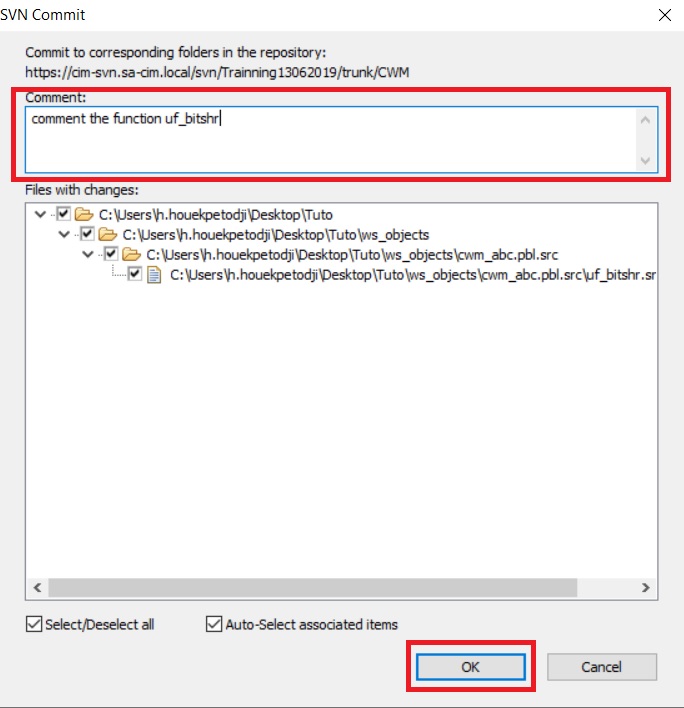 SVN Commit
Commit to corresponding folders in the repository:
https://cim-svn.sa-cim.local/svn/Trainning13062019/trunk/CWM
Comment:
comment the function uf_bitshr
Files with changes:
C:\Users\h.houekpetodji\Desktop\Tuto
C:\Users\h.houekpetodji\Desktop\Tuto\ws_objects
C:\Users\h.houekpetodji\Desktop\Tuto\ws_objects\cwm_abc.pbl.src
C:\Users\h.houekpetodji\Desktop\Tuto\ws_objects\cwm_abc.pbl.src\uf_bitshr.sr
Select/Deselect all
Auto-Select associated items
OK
Cancel